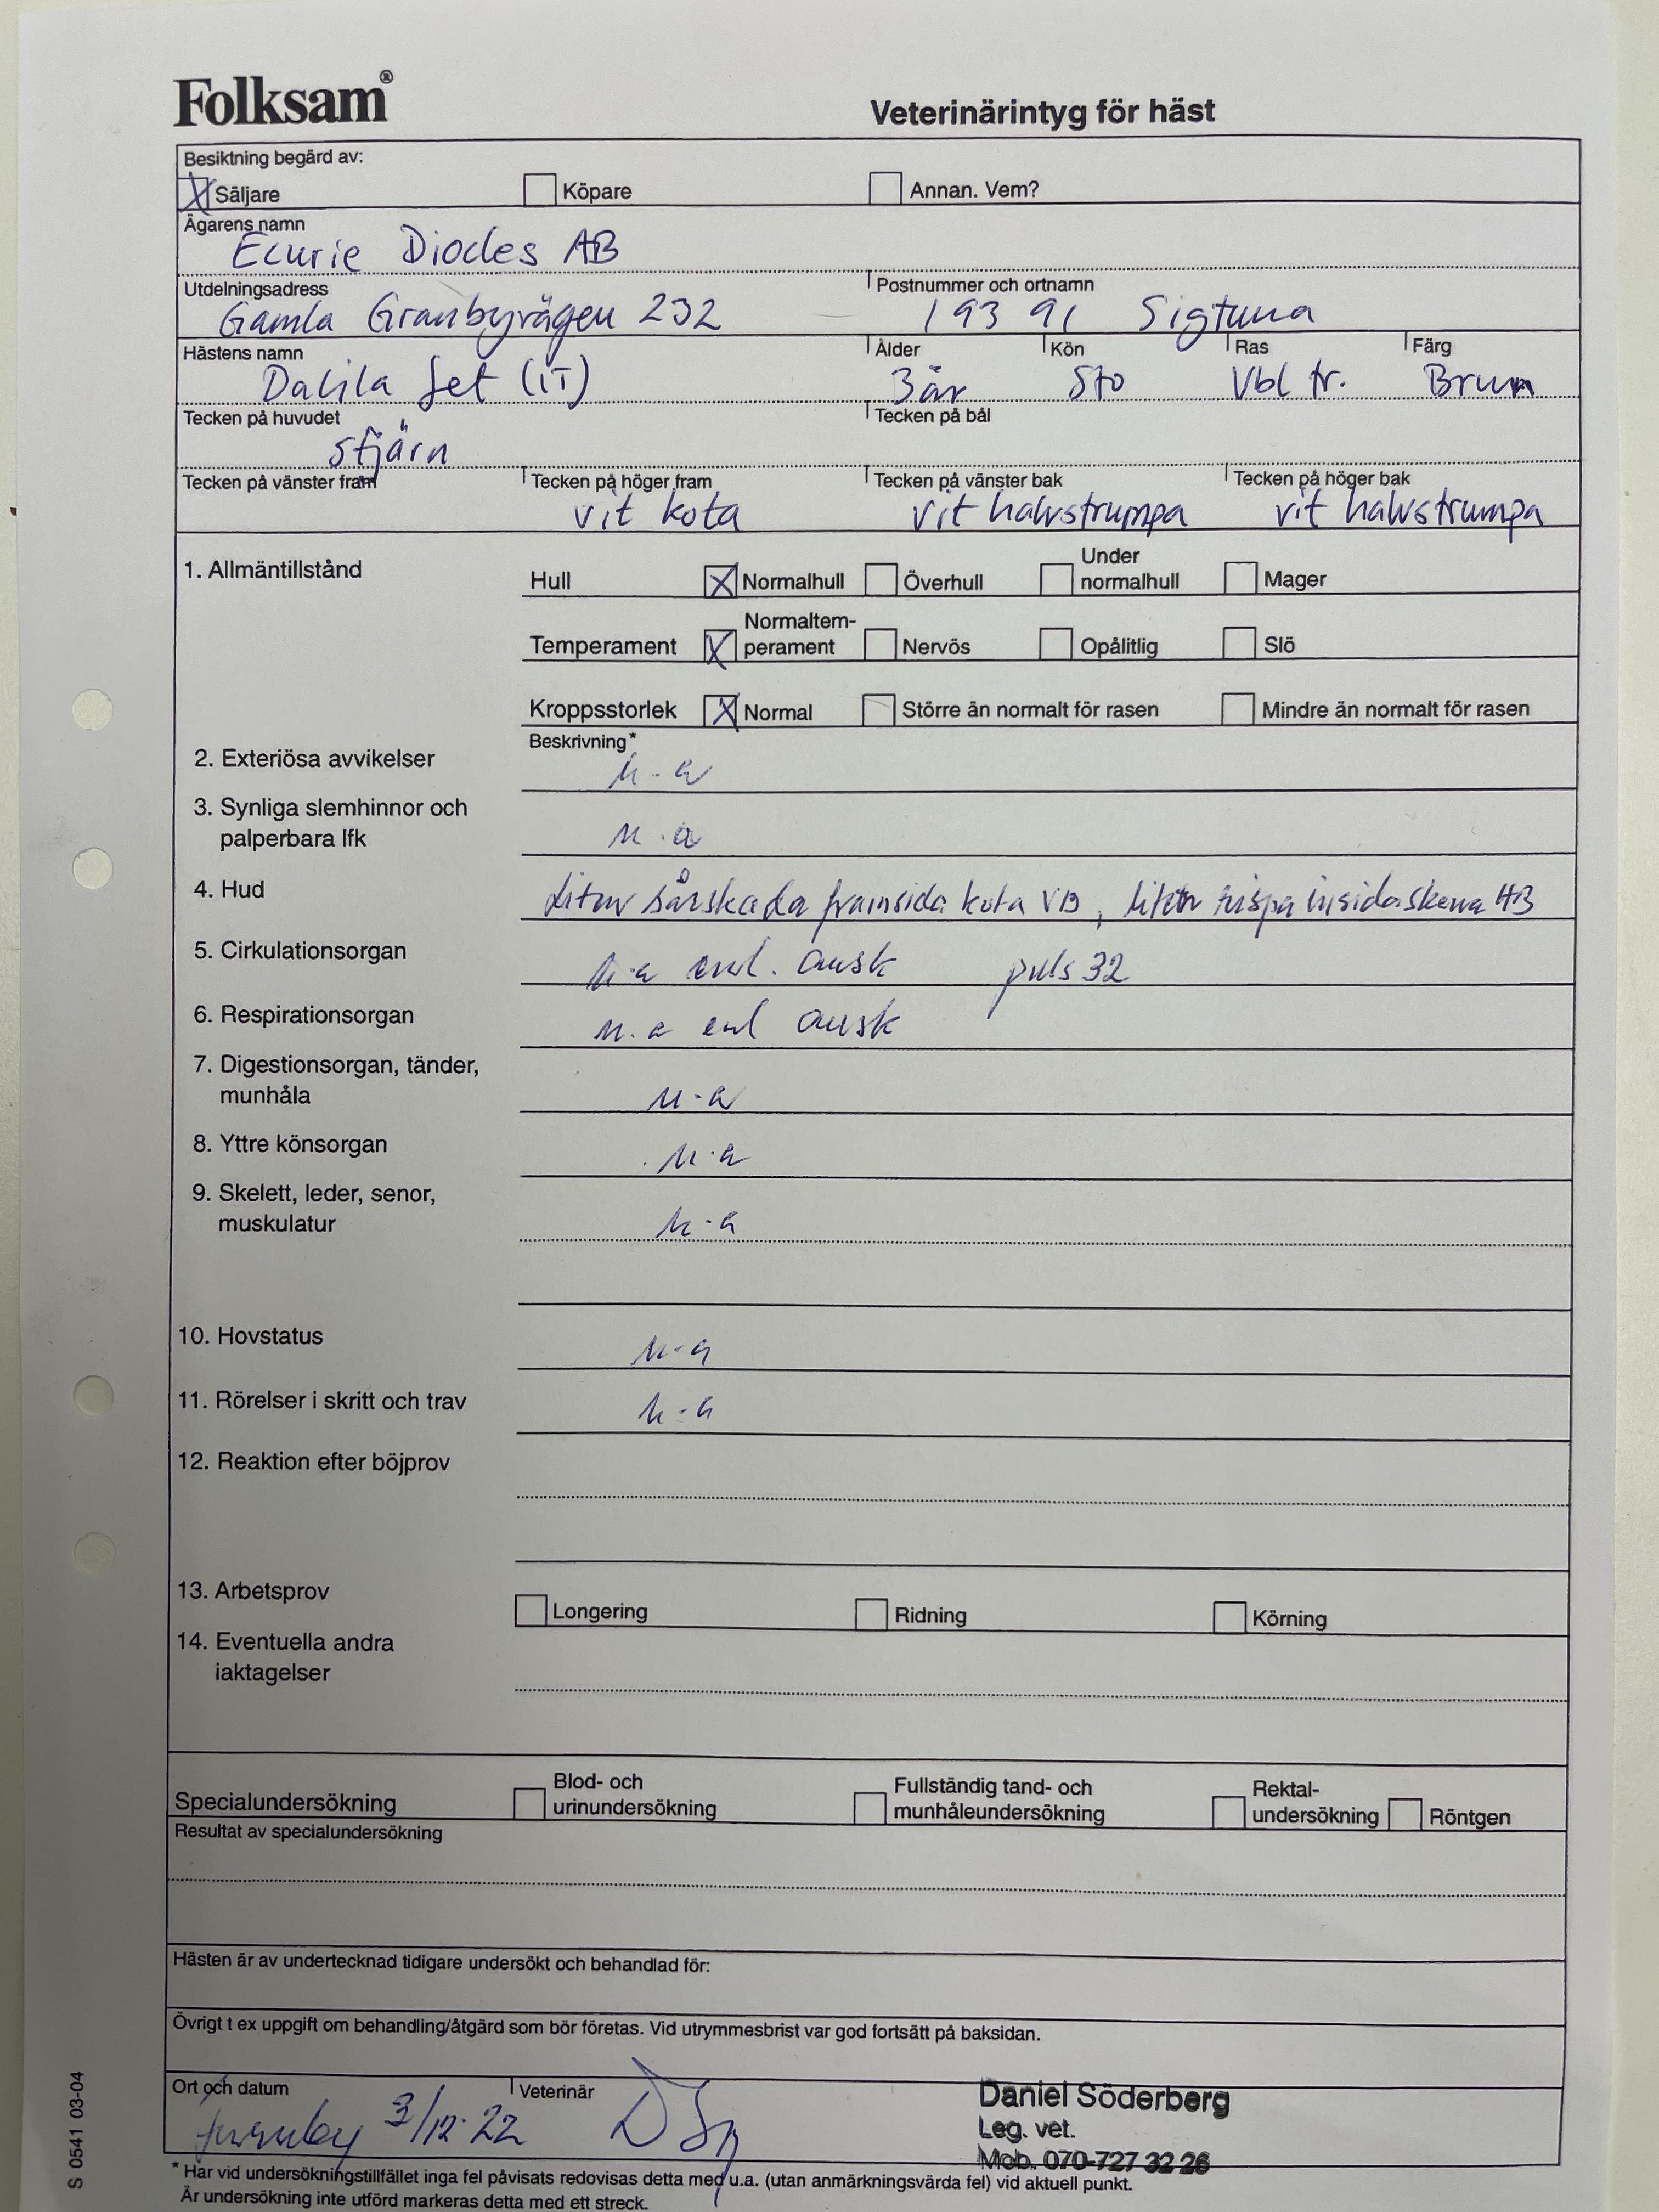 Folksam®
Veterinärintyg för häst
Besiktning begärd av:
X Säljare Köpare Annan. Vem?
Ägarens namn
Ecurie Diocles AB
Utdelningsadress Postnummer och ortnamn
Gamla Granbyvägen 232 193 91 Sigtuna
Hästens namn Ålder Kön Ras Färg
Dalila Jet (IT) 3 år Sto Vbl tr. Brun
Tecken på huvudet Tecken på bål
stjärn
Tecken på vänster fram Tecken på höger fram Tecken på vänster bak Tecken på höger bak
vit kota vit halvstrumpa vit halvstrumpa
1. Allmäntillstånd
Hull X Normalhull Överhull Under normalhull Mager
Temperament X Normaltem-
perament Nervös Opålitlig Slö
Kroppsstorlek X Normal Större än normalt för rasen Mindre än normalt för rasen
Beskrivning*
2. Exteriösa avvikelser u.a
3. Synliga slemhinnor och
palperbara lfk u.a
4. Hud liten sårskada framsida kota VB, liten rispa insida skena HB
5. Cirkulationsorgan u.a enl. ausk puls 32
6. Respirationsorgan u.a enl ausk
7. Digestionsorgan, tänder,
munhåla u.a
8. Yttre könsorgan u.a
9. Skelett, leder, senor,
muskulatur u.a
10. Hovstatus u-a
11. Rörelser i skritt och trav u-a
12. Reaktion efter böjprov
13. Arbetsprov Longering Ridning Körning
14. Eventuella andra
iaktagelser
Specialundersökning Blod- och
urinundersökning Fullständig tand- och
munhåleundersökning Rektal-
undersökning Röntgen
Resultat av specialundersökning
Hästen är av undertecknad tidigare undersökt och behandlad för:
Övrigt t ex uppgift om behandling/åtgärd som bör företas. Vid utrymmesbrist var god fortsätt på baksidan.
Ort och datum Veterinär
3/12-22
Daniel Söderberg
Leg. vet.
Mob. 070-727 32 26
* Har vid undersökningstillfället inga fel påvisats redovisas detta med u.a. (utan anmärkningsvärda fel) vid aktuell punkt.
Är undersökning inte utförd markeras detta med ett streck.
S 0541 03-04